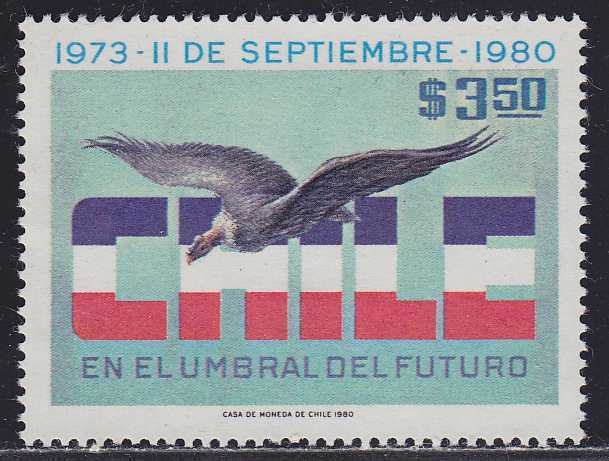 1973 - 11 DE SEPTIEMBRE - 1980
$ 3.50
CHILE
EN EL UMBRAL DEL FUTURO
CASA DE MONEDA DE CHILE 1980